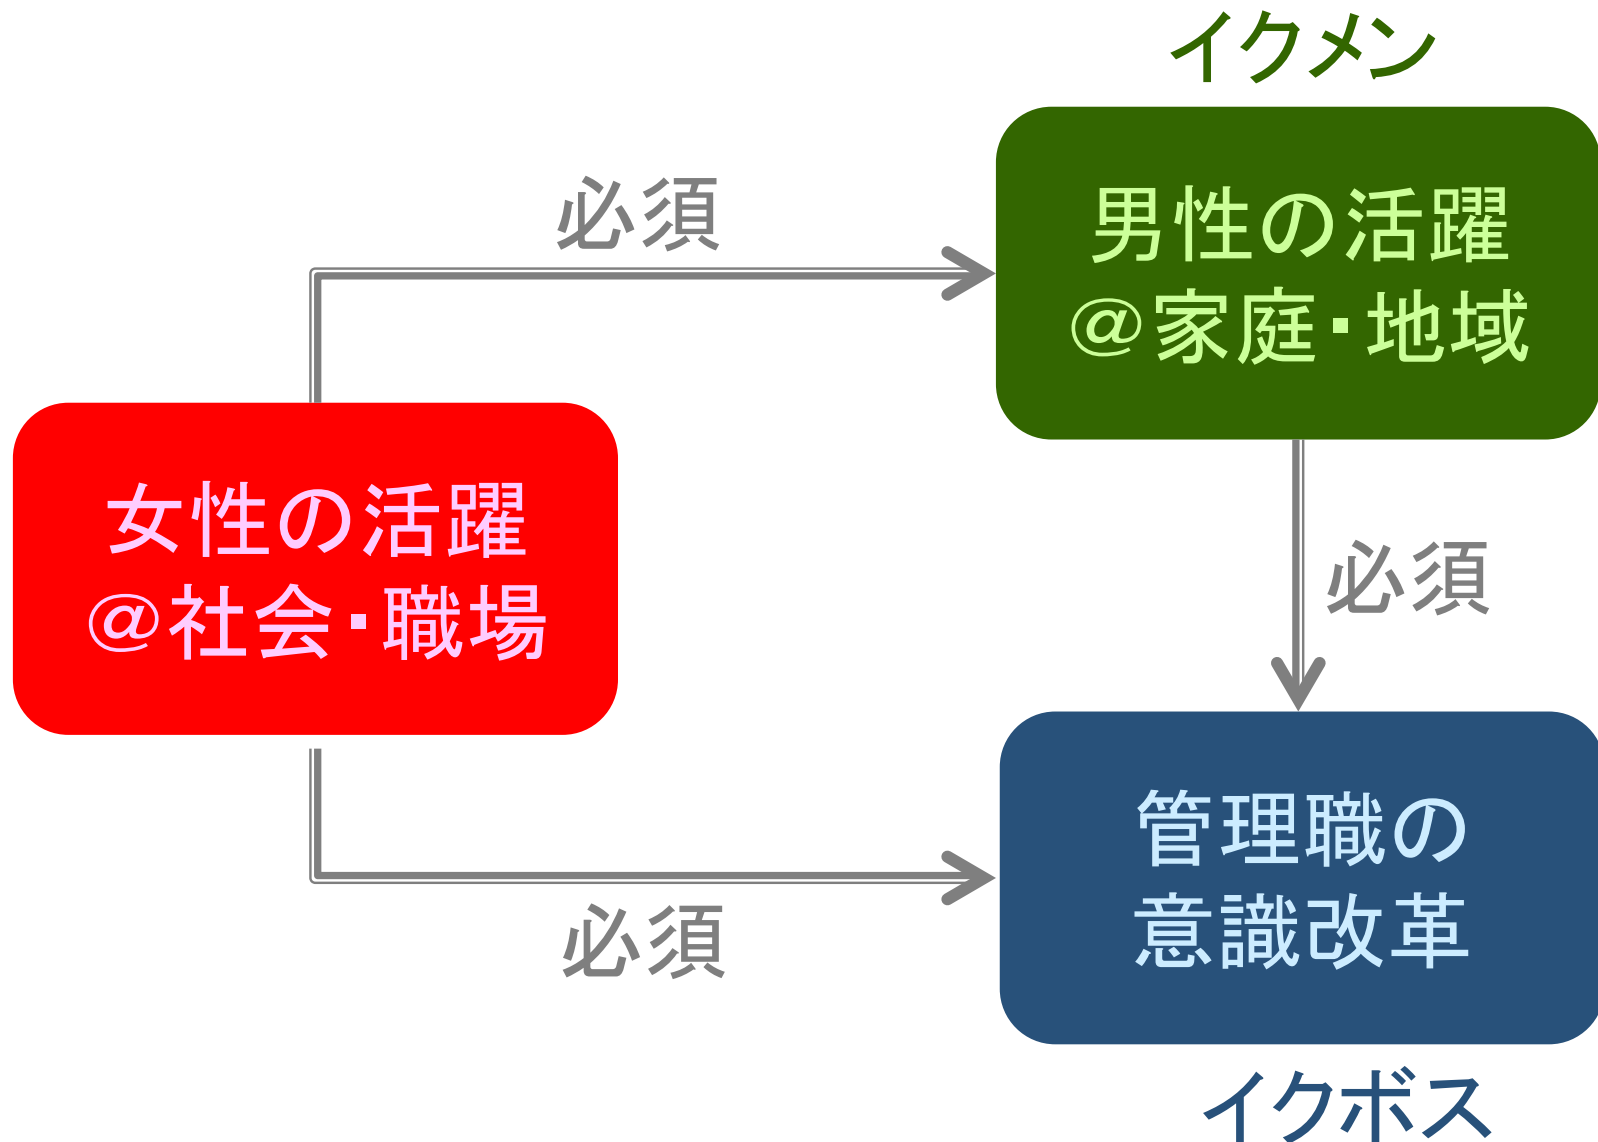 イクメン
必須
男性の活躍
@家庭・地域
女性の活躍
@社会・職場
必須
管理職の
意識改革
必須
イクボス